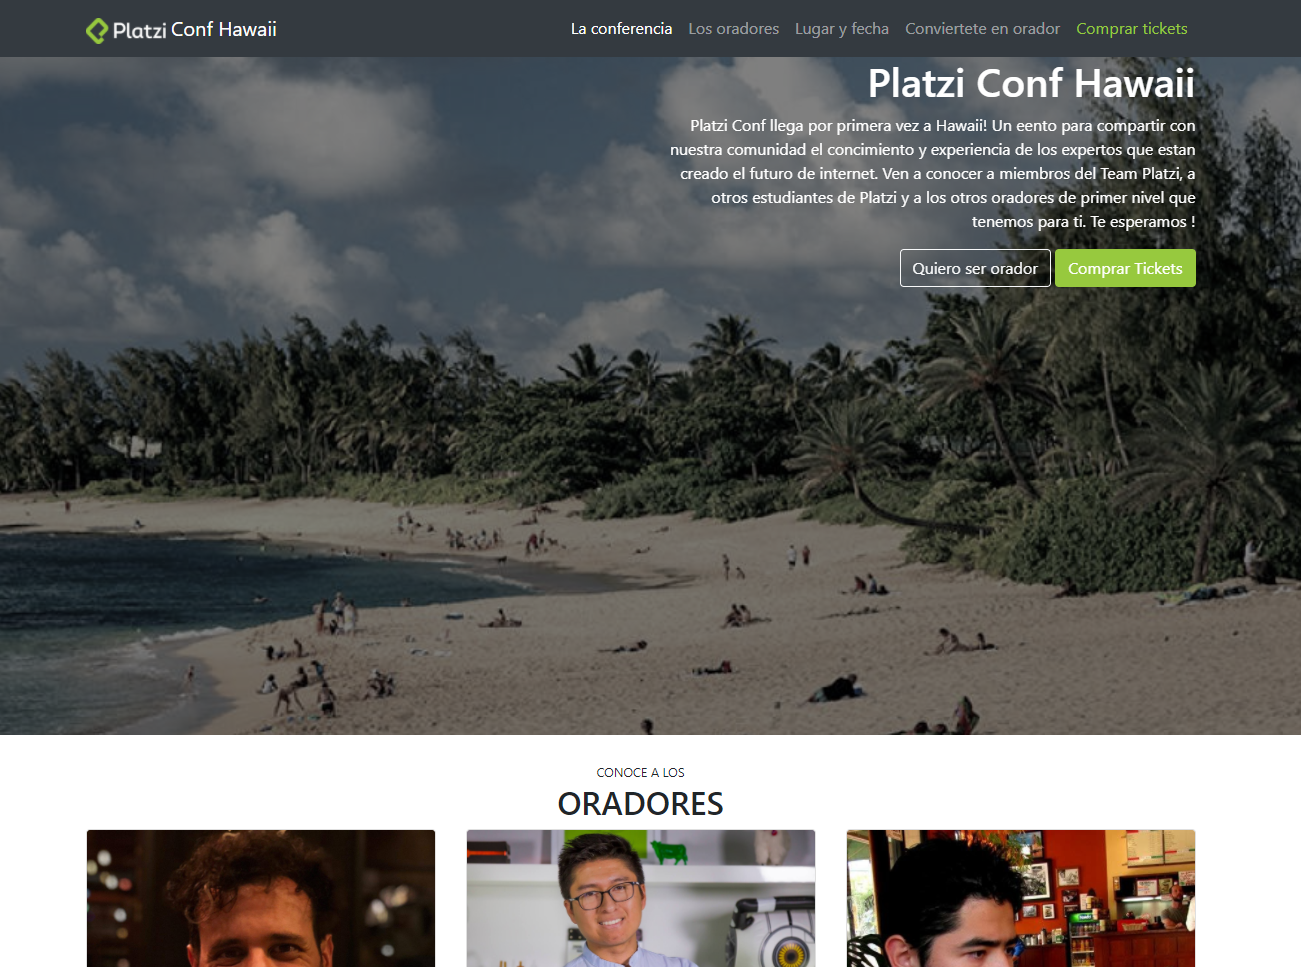 Platzi Conf Hawaii
La conferencia Los oradores Lugar y fecha Conviertete en orador Comprar tickets
Platzi Conf Hawaii
Platzi Conf llega por primera vez a Hawaii! Un eento para compartir con
nuestra comunidad el concimiento y experiencia de los expertos que estan
creado el futuro de internet. Ven a conocer a miembros del Team Platzi, a
otros estudiantes de Platzi y a los otros oradores de primer nivel que
tenemos para ti. Te esperamos !
Quiero ser orador Comprar Tickets
CONOCE A LOS
ORADORES